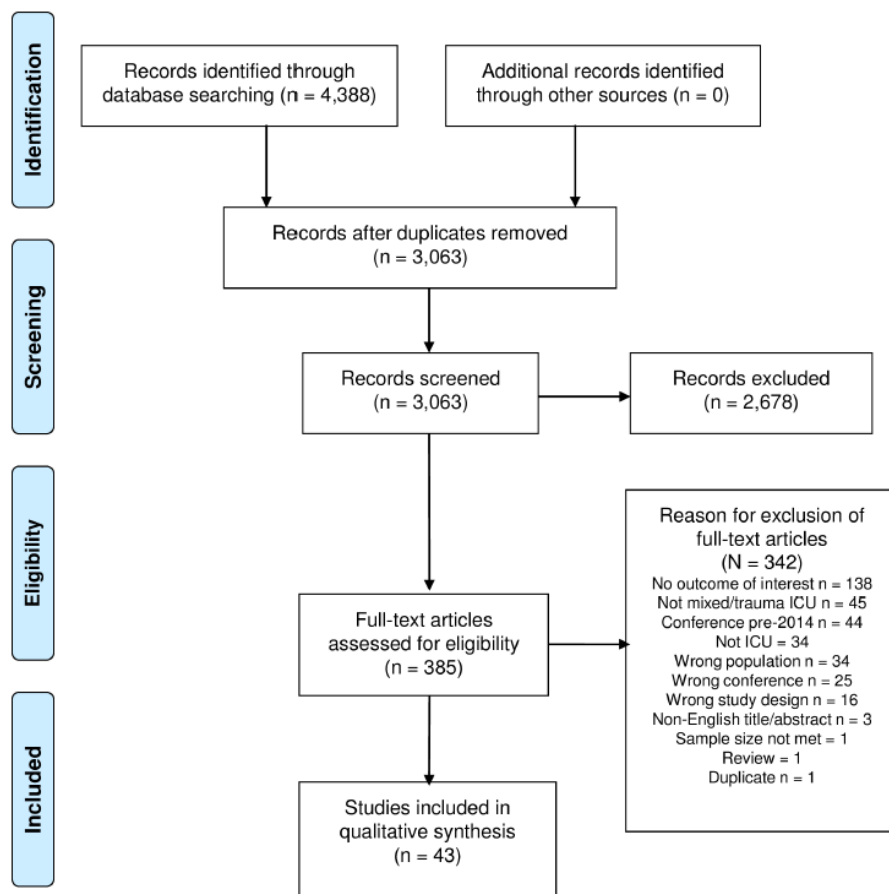 Identification
Records identified through
database searching (n = 4,388)
Additional records identified
through other sources (n = 0)
Screening
Records after duplicates removed
(n = 3,063)
Records screened
(n = 3,063)
Records excluded
(n = 2,678)
Eligibility
Full-text articles
assessed for eligibility
(n = 385)
Reason for exclusion of
full-text articles
(N = 342)
No outcome of interest n = 138
Not mixed/trauma ICU n = 45
Conference pre-2014 n = 44
Not ICU = 34
Wrong population n = 34
Wrong conference n = 25
Wrong study design n = 16
Non-English title/abstract n = 3
Sample size not met = 1
Review = 1
Duplicate n = 1
Included
Studies included in
qualitative synthesis
(n = 43)